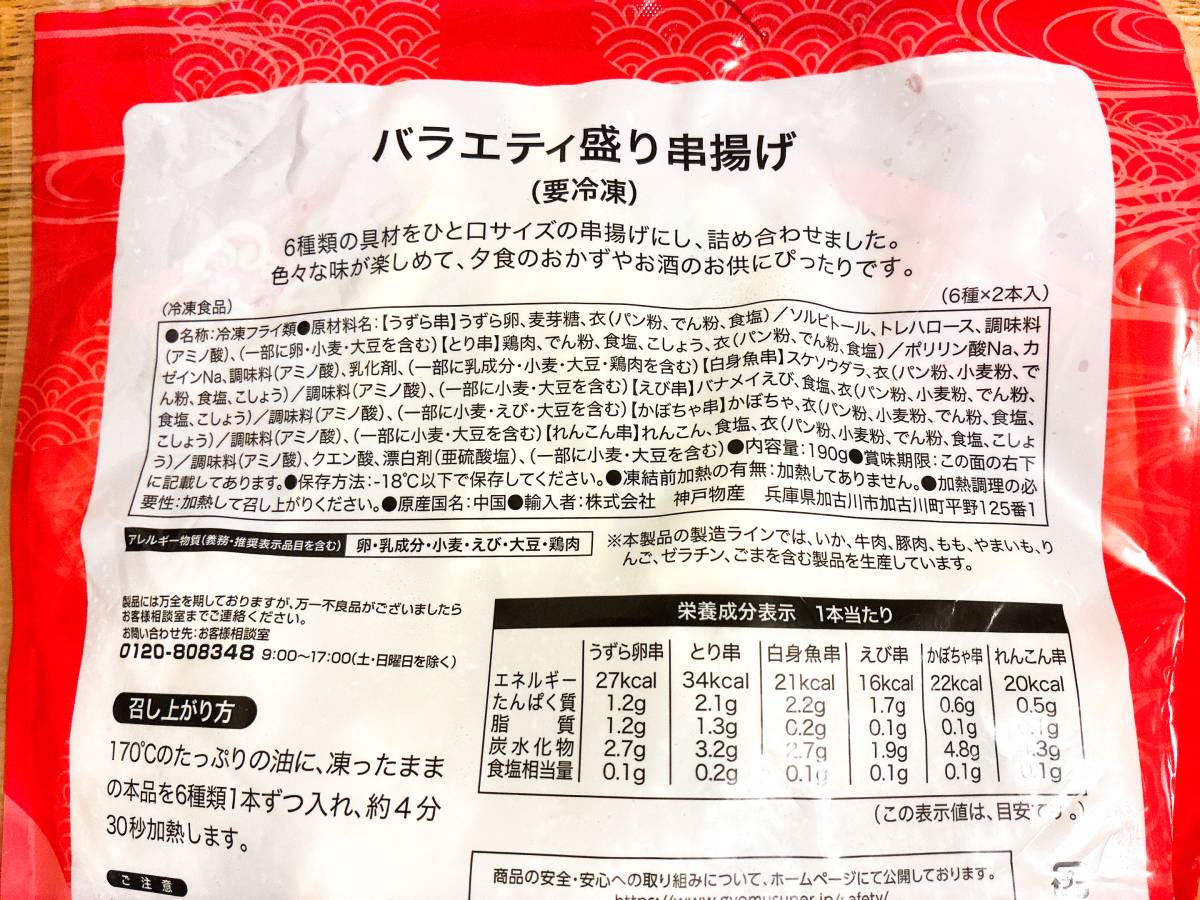 バラエティ盛り串揚げ
(要冷凍)
6種類の具材をひと口サイズの串揚げにし、詰め合わせました。
色々な味が楽しめて、夕食のおかずやお酒のお供にぴったりです。
(冷凍食品)
(6種×2本入)
●名称:冷凍フライ類●原材料名:【うずら串】うずら卵、麦芽糖、衣(パン粉、でん粉、食塩)/ソルビトール、トレハロース、調味料
(アミノ酸)、(一部に卵・小麦・大豆を含む)【とり串】鶏肉、でん粉、食塩、こしょう、衣(パン粉、でん粉、食塩)/ポリリン酸Na、カ
ゼインNa、調味料(アミノ酸)、乳化剤、(一部に乳成分・小麦・大豆・鶏肉を含む)【白身魚串】スケソウダラ、衣(パン粉、小麦粉、で
ん粉、食塩、こしょう)/調味料(アミノ酸)、(一部に小麦・大豆を含む)【えび串】バナメイえび、食塩、衣(パン粉、小麦粉、でん粉、
食塩、こしょう)/調味料(アミノ酸)、(一部に小麦・えび・大豆を含む)【かぼちゃ串】かぼちゃ、衣(パン粉、小麦粉、でん粉、食塩、
こしょう)/調味料(アミノ酸)、(一部に小麦・大豆を含む)【れんこん串】れんこん、食塩、衣(パン粉、小麦粉、でん粉、食塩、こしょ
う)/調味料(アミノ酸)、クエン酸、漂白剤(亜硫酸塩)、(一部に小麦・大豆を含む)●内容量:190g●賞味期限:この面の右下
に記載してあります。●保存方法:-18℃以下で保存してください。●凍結前加熱の有無:加熱してありません。●加熱調理の必
要性:加熱して召し上がりください。●原産国名:中国●輸入者:株式会社 神戸物産 兵庫県加古川市加古川町平野125番1
アレルギー物質(義務・推奨表示品目を含む) 卵・乳成分・小麦・えび・大豆・鶏肉
※本製品の製造ラインでは、いか、牛肉、豚肉、もも、やまいも、り
んご、ゼラチン、ごまを含む製品を生産しています。
製品には万全を期しておりますが、万一不良品がございましたら
お客様相談室までご連絡ください。
お問い合わせ先:お客様相談室
0120-808348 9:00〜17:00(土・日曜日を除く)
召し上がり方
170℃のたっぷりの油に、凍ったまま
の本品を6種類1本ずつ入れ、約4分
30秒加熱します。
ご注意
栄養成分表示 1本当たり
うずら卵串 とり串 白身魚串 えび串 かぼちゃ串 れんこん串
エネルギー 27kcal 34kcal 21kcal 16kcal 22kcal 20kcal
たんぱく質 1.2g 2.1g 2.2g 1.7g 0.6g 0.5g
脂質 1.2g 1.3g 0.2g 0.1g 0.1g
炭水化物 2.7g 3.2g 2.7g 1.9g 4.8g
食塩相当量 0.1g 0.2g 0.1g 0.1g 0.1g 0.1g
(この表示値は、目安です。)
商品の安全・安心への取り組みについて、ホームページにて公開しております。
https://www.gyomusuper.jp/safety/